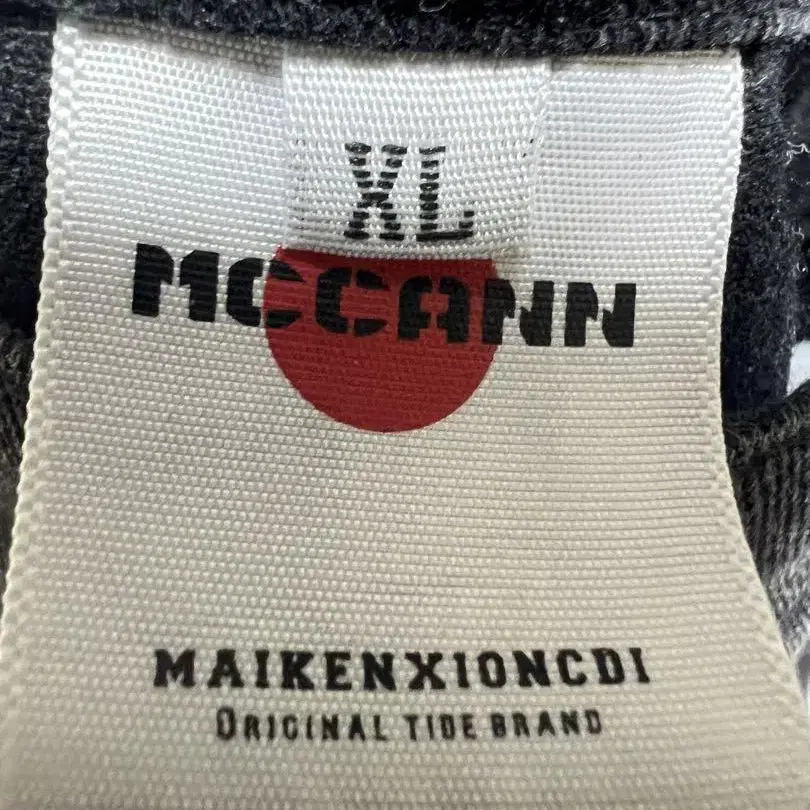 XL
MCCANN
MAIKENXIONCDI
ORIGINAL TIDE BRAND